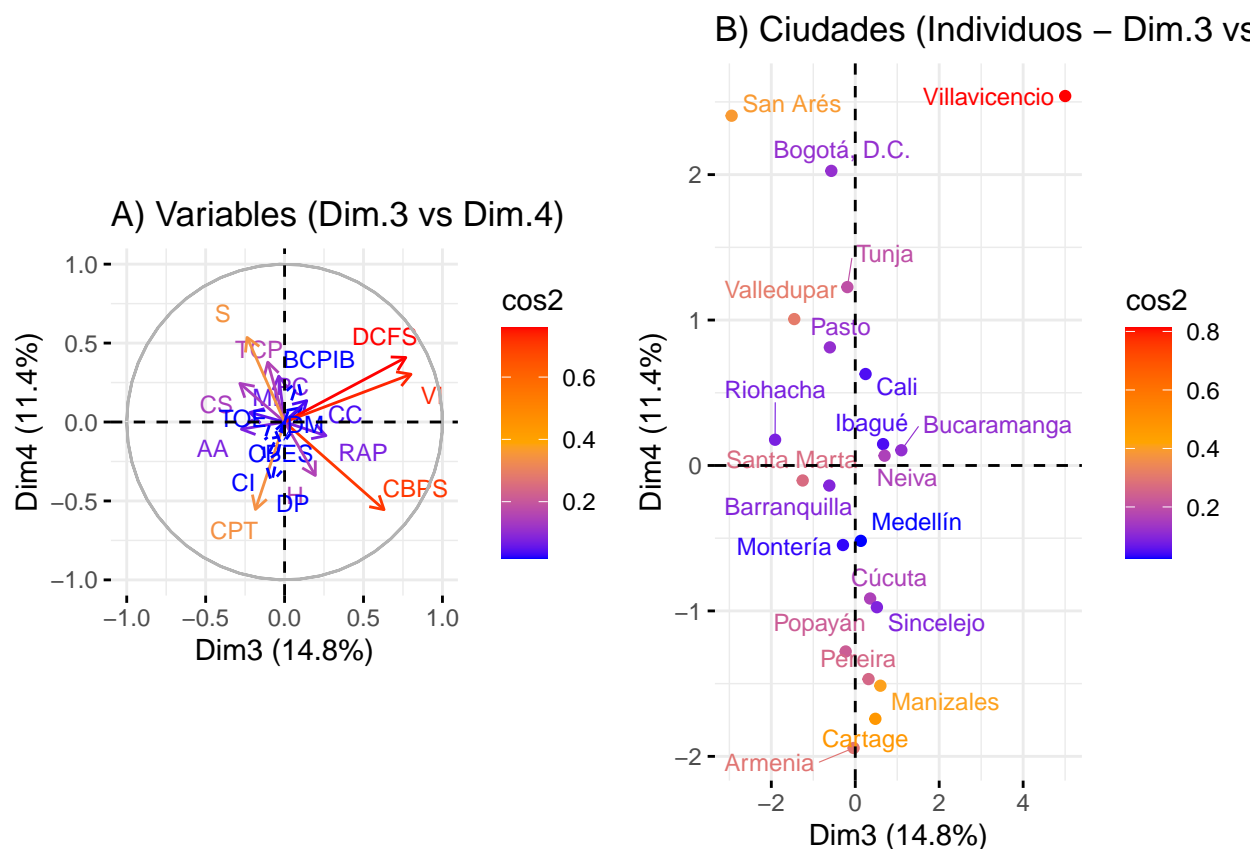 A) Variables (Dim.3 vs Dim.4)
Dim4 (11.4%)
1.0
0.5
0.0
−0.5
−1.0
S
TCP
DCFS
BCPIB
VI
CS
CC
AA
RAP
CI
CBFS
DP
CPT
−1.0 −0.5 0.0 0.5 1.0
Dim3 (14.8%)
cos2
0.6
0.4
0.2
B) Ciudades (Individuos − Dim.3 vs
Dim4 (11.4%)
2
1
0
−1
−2
San Arés
Villavicencio
Bogotá, D.C.
Tunja
Valledupar
Pasto
Cali
Riohacha
Ibagué
Bucaramanga
Santa Marta
Neiva
Barranquilla
Medellín
Montería
Cúcuta
Popayán
Sincelejo
Pereira
Manizales
Cartage
Armenia
−2 0 2 4
Dim3 (14.8%)
cos2
0.8
0.6
0.4
0.2